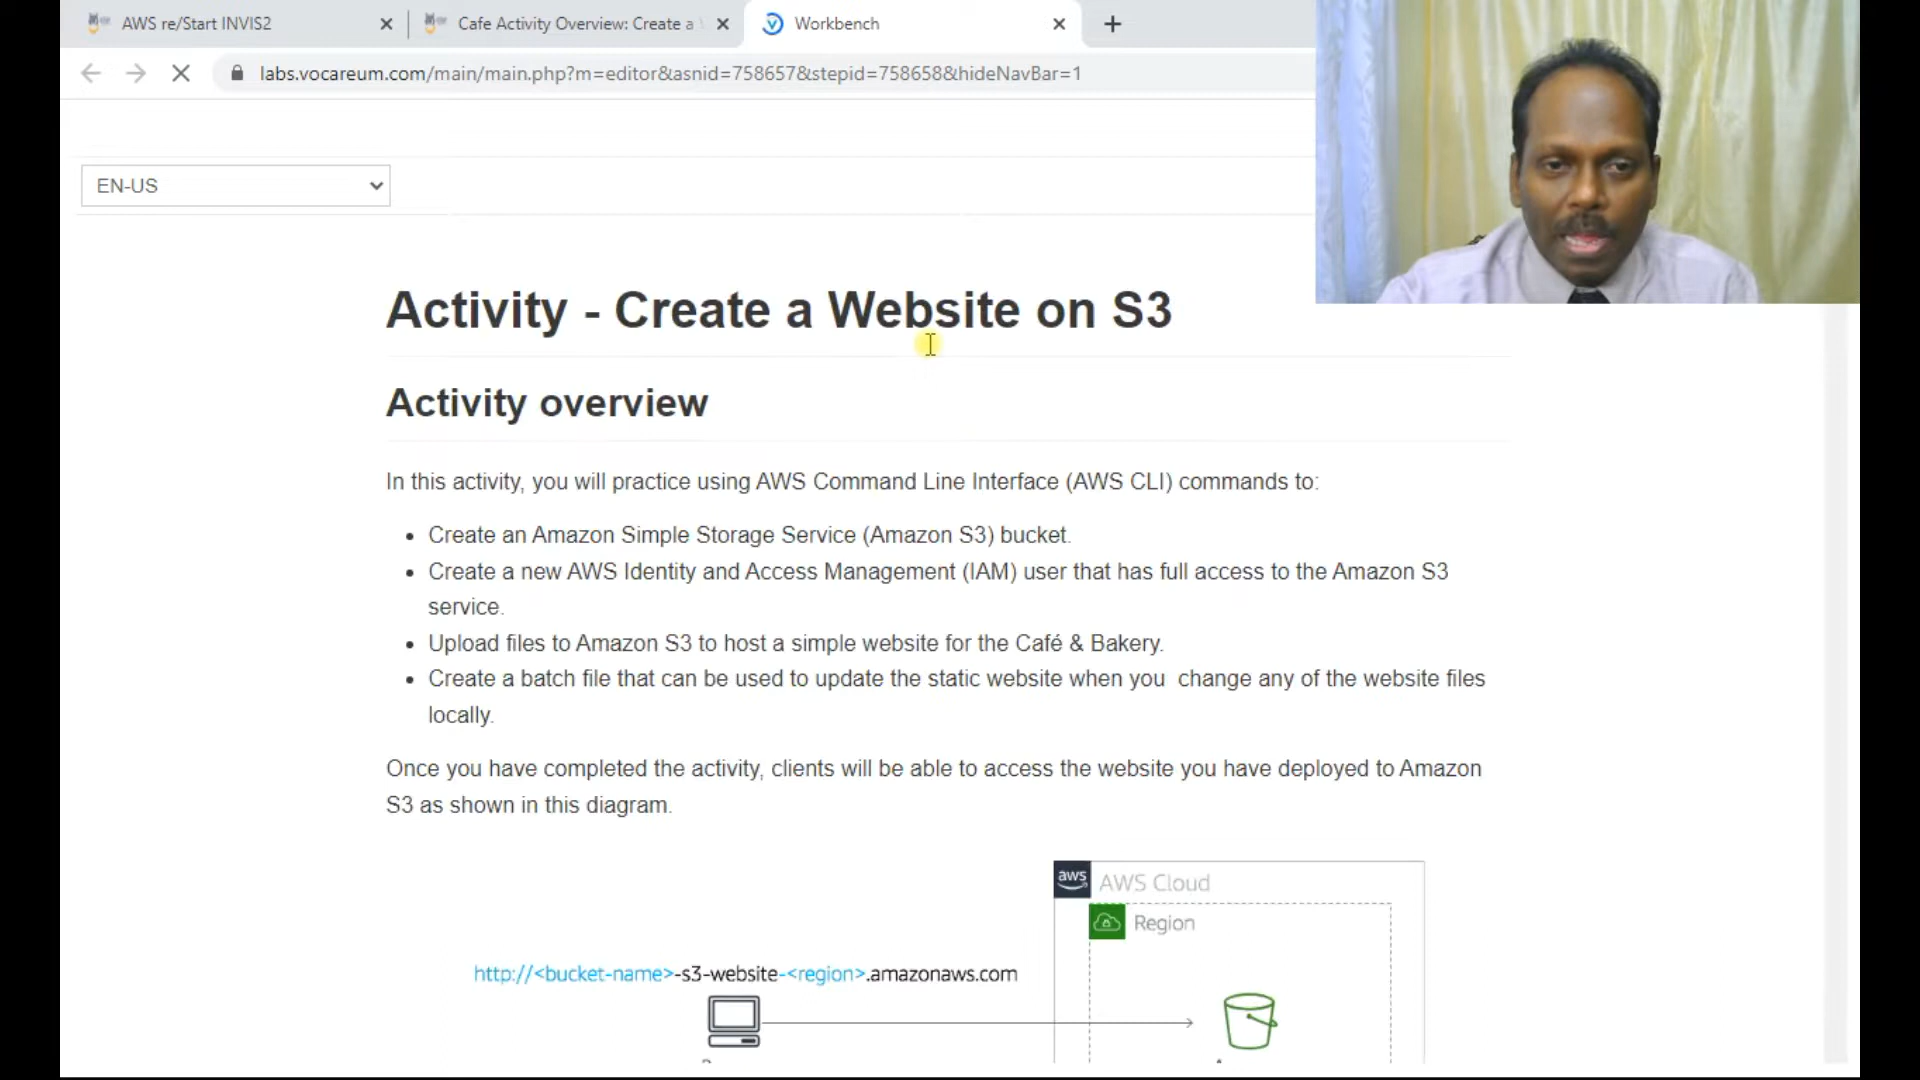 AWS re/Start INVIS2
Cafe Activity Overview: Create a
Workbench
labs.vocareum.com/main/main.php?m=editor&asnid=758657&stepid=758658&hideNavBar=1
EN-US
Activity - Create a Website on S3
Activity overview
In this activity, you will practice using AWS Command Line Interface (AWS CLI) commands to:
• Create an Amazon Simple Storage Service (Amazon S3) bucket.
• Create a new AWS Identity and Access Management (IAM) user that has full access to the Amazon S3
service.
• Upload files to Amazon S3 to host a simple website for the Café & Bakery.
• Create a batch file that can be used to update the static website when you change any of the website files
locally.
Once you have completed the activity, clients will be able to access the website you have deployed to Amazon
S3 as shown in this diagram.
aws AWS Cloud
Region
http://<bucket-name>-s3-website-<region>.amazonaws.com